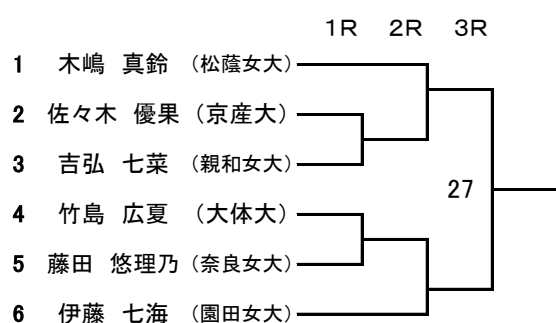 1R 2R 3R
1 木嶋 真鈴 (松蔭女大)
2 佐々木 優果 (京産大)
3 吉弘 七菜 (親和女大)
27
4 竹島 広夏 (大体大)
5 藤田 悠理乃 (奈良女大)
6 伊藤 七海 (園田女大)